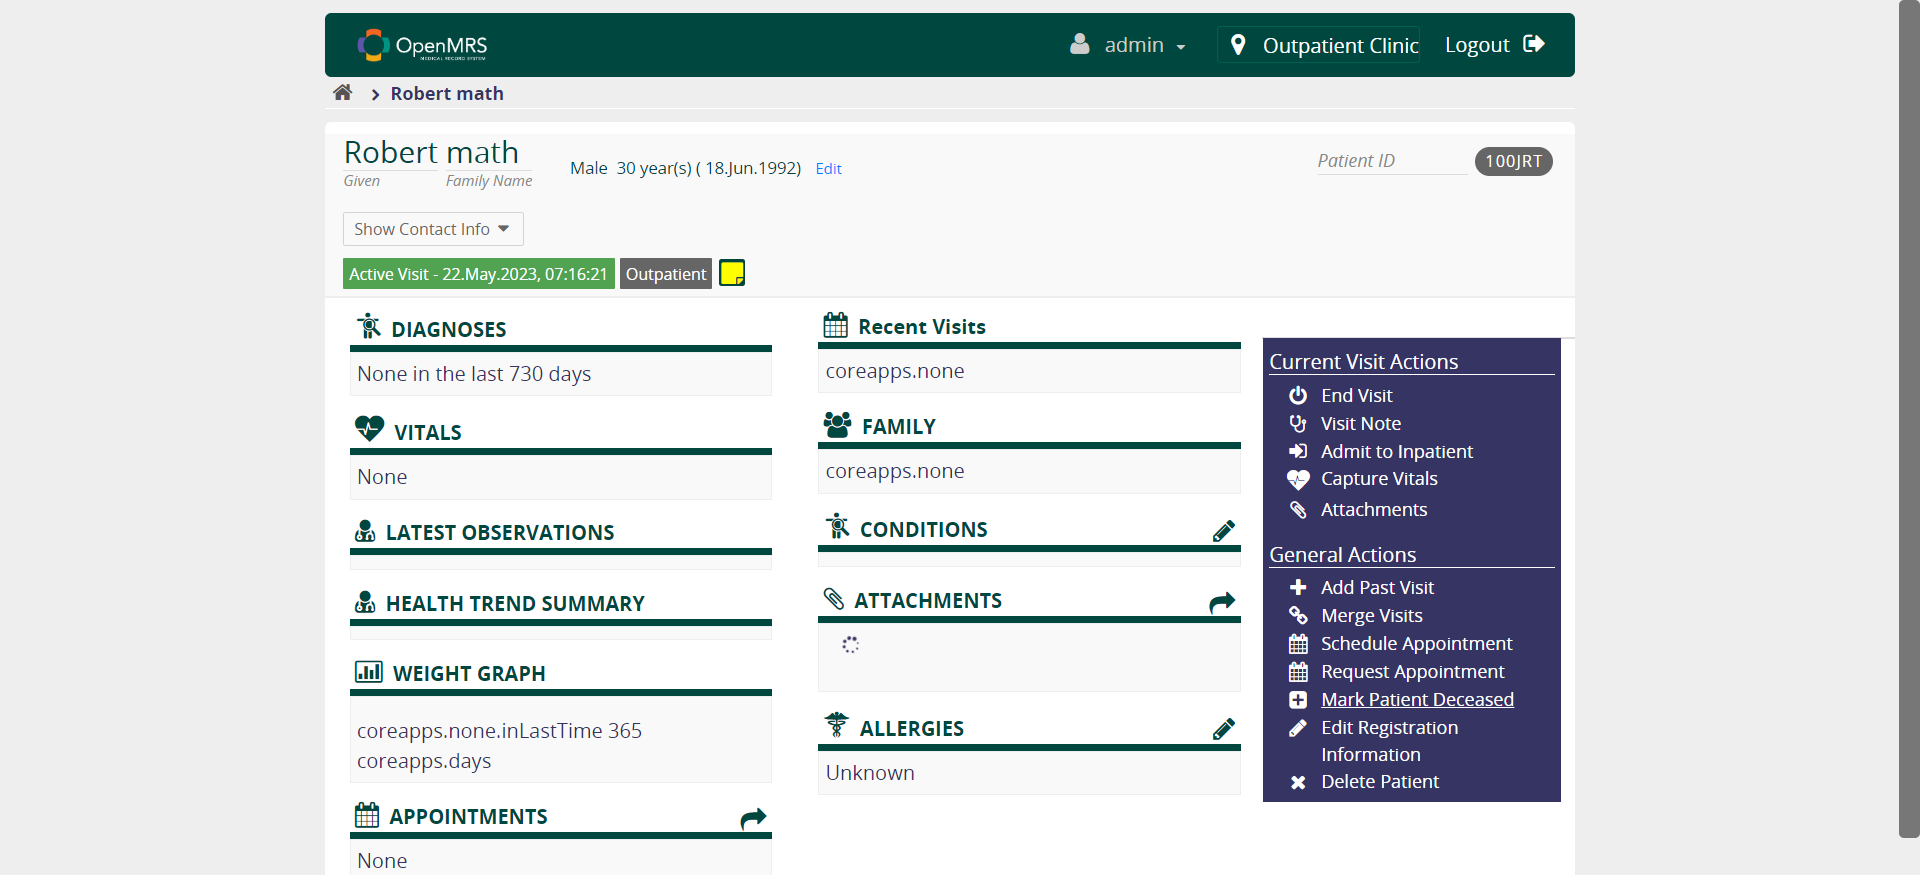 OpenMRS
MEDICAL RECORD SYSTEM
admin
Outpatient Clinic
Logout
Robert math
Robert math
Given
Family Name
Male 30 year(s) ( 18.Jun.1992) Edit
Patient ID
100JRT
Show Contact Info
Active Visit - 22.May.2023, 07:16:21
Outpatient
DIAGNOSES
None in the last 730 days
VITALS
None
LATEST OBSERVATIONS
HEALTH TREND SUMMARY
WEIGHT GRAPH
coreapps.none.inLastTime 365
coreapps.days
APPOINTMENTS
None
Recent Visits
coreapps.none
FAMILY
coreapps.none
CONDITIONS
ATTACHMENTS
ALLERGIES
Unknown
Current Visit Actions
End Visit
Visit Note
Admit to Inpatient
Capture Vitals
Attachments
General Actions
Add Past Visit
Merge Visits
Schedule Appointment
Request Appointment
Mark Patient Deceased
Edit Registration
Information
Delete Patient